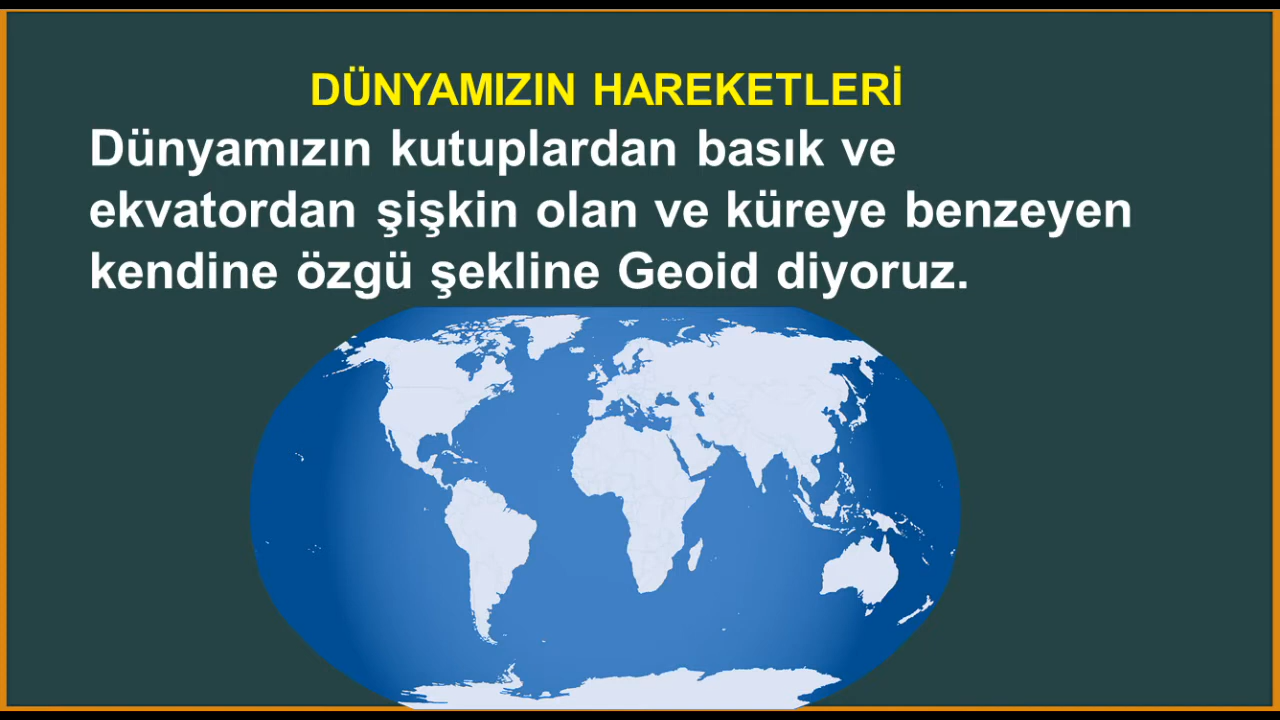 DÜNYAMIZIN HAREKETLERİ
Dünyamızın kutuplardan basık ve
ekvatordan şişkin olan ve küreye benzeyen
kendine özgü şekline Geoid diyoruz.